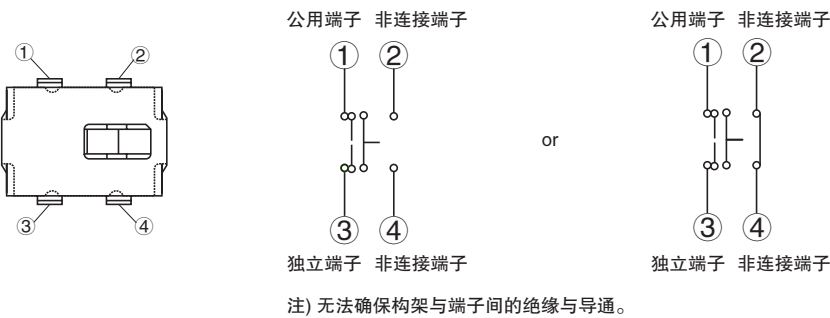 公用端子 非连接端子
公用端子 非连接端子
① ②
① ②
① ②
or
③ ④
③ ④
③ ④
独立端子 非连接端子
独立端子 非连接端子
注) 无法确保构架与端子间的绝缘与导通。